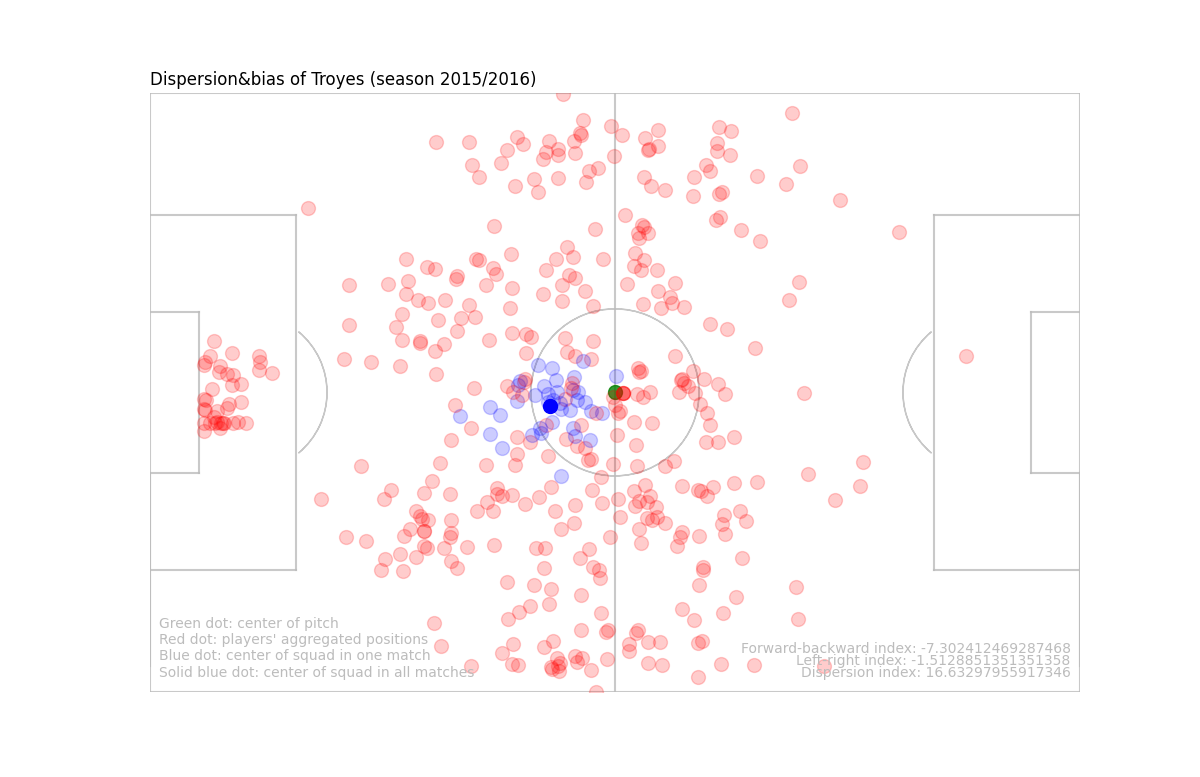 Dispersion&bias of Troyes (season 2015/2016)
Green dot: center of pitch
Red dot: players' aggregated positions
Blue dot: center of squad in one match
Solid blue dot: center of squad in all matches
Forward-backward index: -7.302412469287468
Left-right index: -1.5128851351351358
Dispersion index: 16.63297955917346